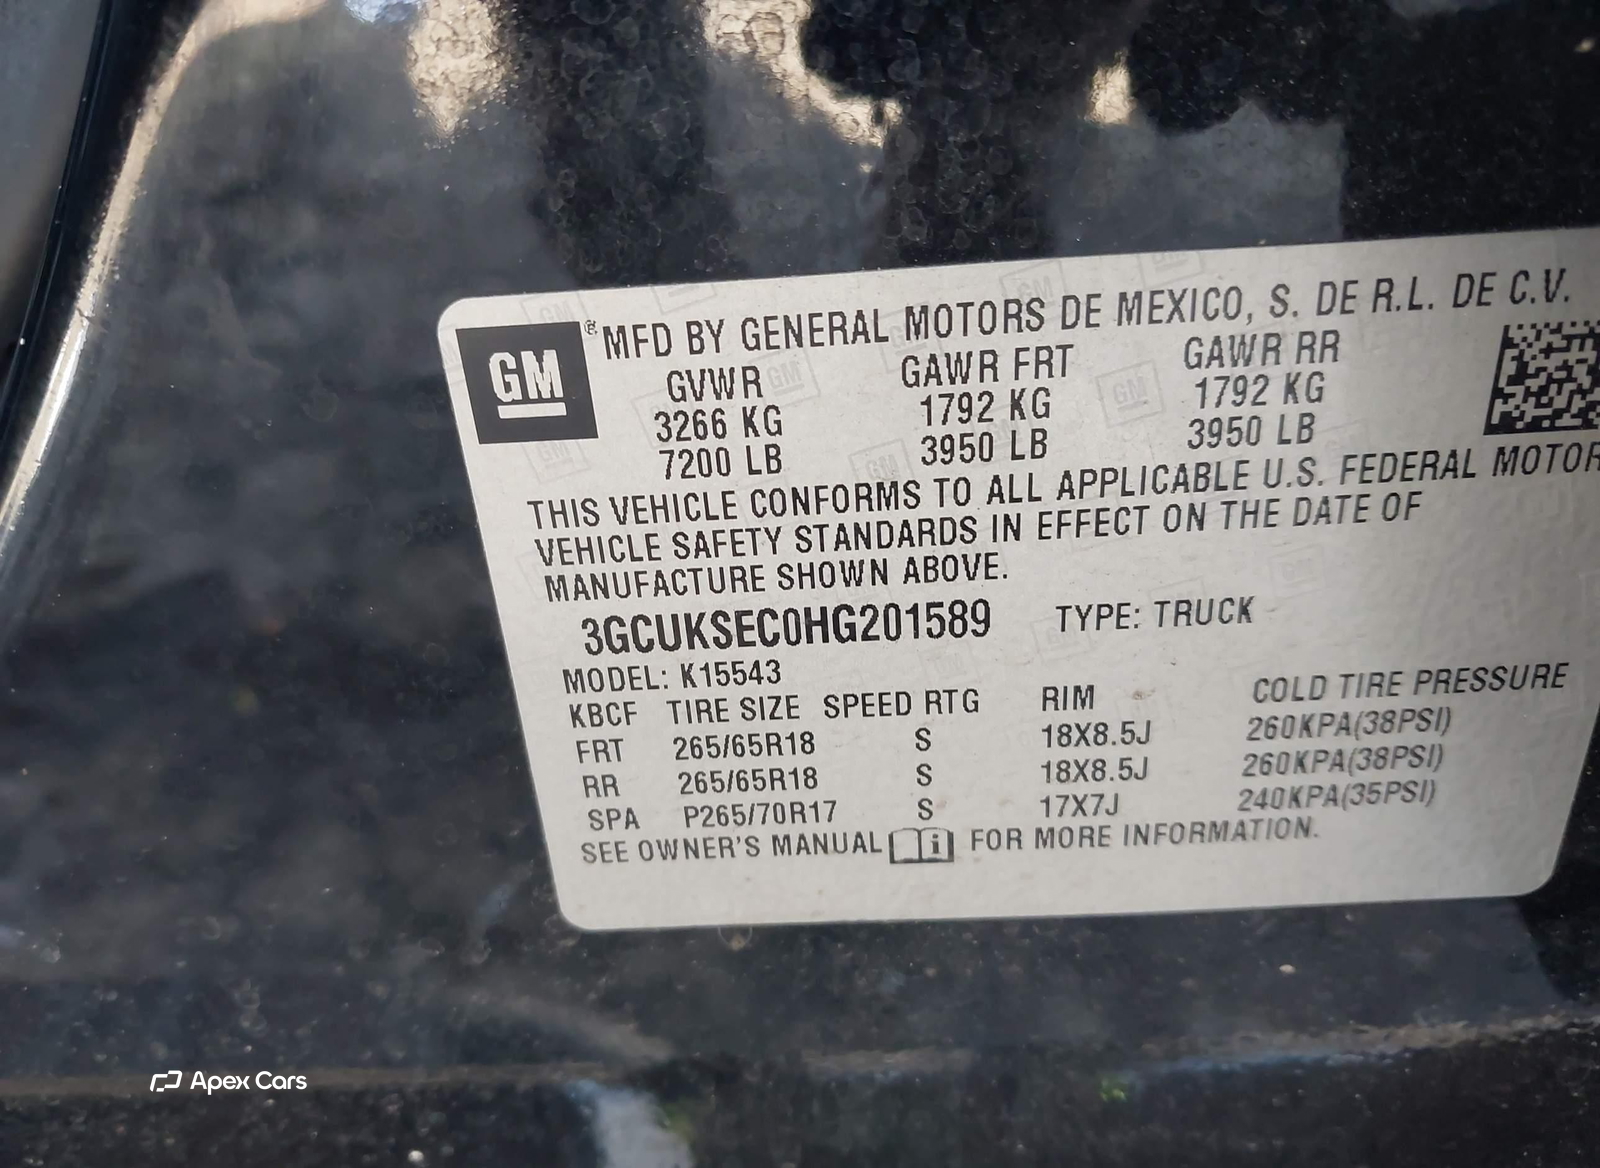 GM ® MFD BY GENERAL MOTORS DE MEXICO, S. DE R.L. DE C.V.
GVWR GAWR FRT GAWR RR
3266 KG 1792 KG 1792 KG
7200 LB 3950 LB 3950 LB
THIS VEHICLE CONFORMS TO ALL APPLICABLE U.S. FEDERAL MOTOR
VEHICLE SAFETY STANDARDS IN EFFECT ON THE DATE OF
MANUFACTURE SHOWN ABOVE.
3GCUKSEC0HG201589 TYPE: TRUCK
MODEL: K15543
KBCF TIRE SIZE SPEED RTG RIM COLD TIRE PRESSURE
FRT 265/65R18 S 18X8.5J 260KPA(38PSI)
RR 265/65R18 S 18X8.5J 260KPA(38PSI)
SPA P265/70R17 S 17X7J 240KPA(35PSI)
SEE OWNER'S MANUAL i FOR MORE INFORMATION.
Apex Cars